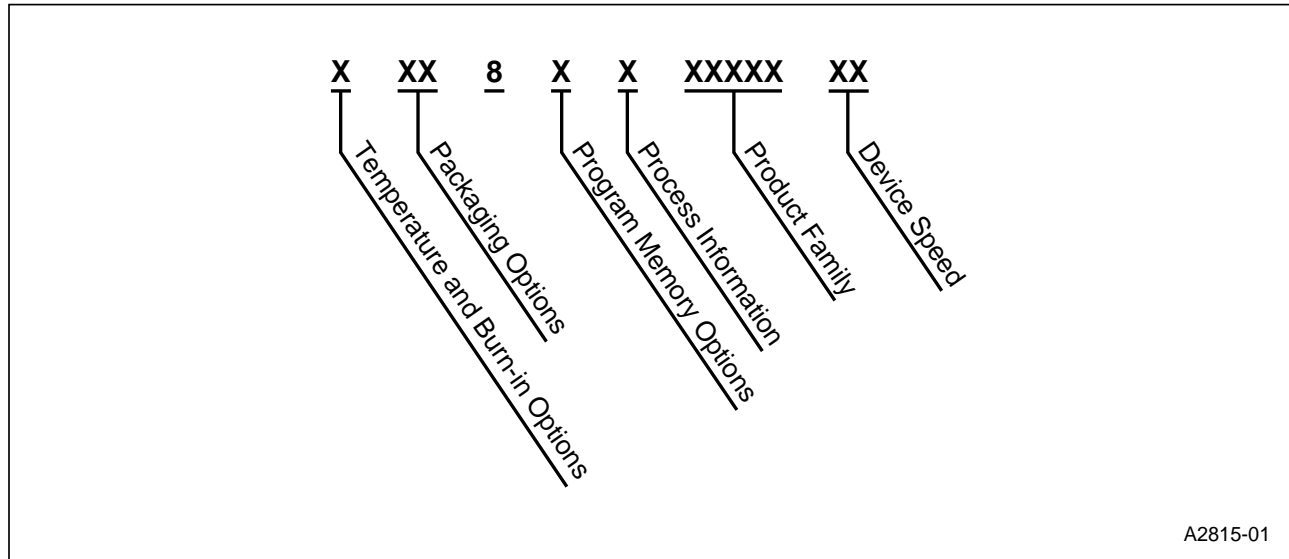 X XX 8 X X XXXXX XX
Temperature and Burn-in Options
Packaging Options
Program Memory Options
Process Information
Product Family
Device Speed
A2815-01